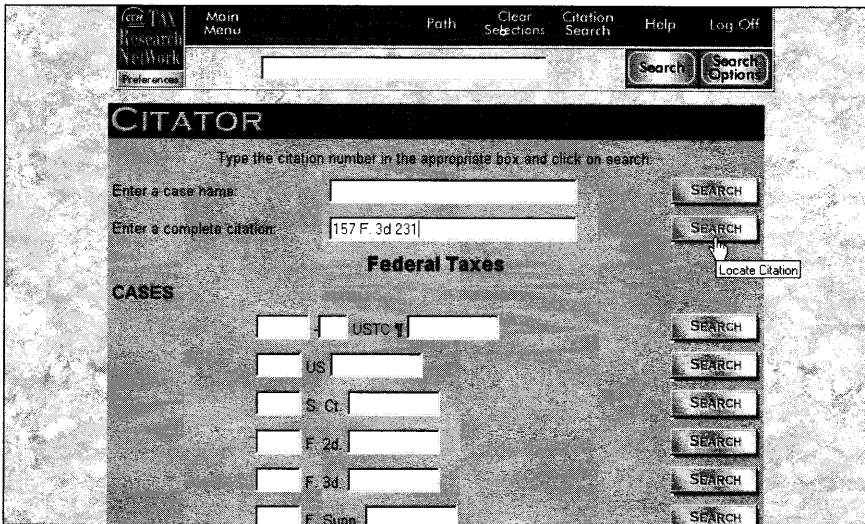 CCH TAX Research NetWork
Main Menu
Path
Clear Selections
Citation Search
Help
Log Off
Preferences
Search
Search Options
CITATOR
Type the citation number in the appropriate box and click on search.
Enter a case name:
SEARCH
Enter a complete citation:
157 F. 3d 231
SEARCH
Locate Citation
Federal Taxes
CASES
- USTC ¶ SEARCH
US SEARCH
S. Ct. SEARCH
F. 2d. SEARCH
F. 3d. SEARCH
F. Supp. SEARCH